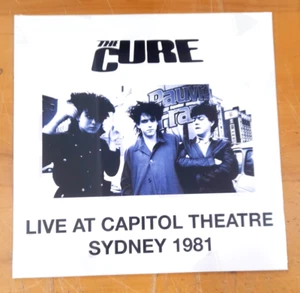 THE
CURE
LIVE AT CAPITOL THEATRE
SYDNEY 1981